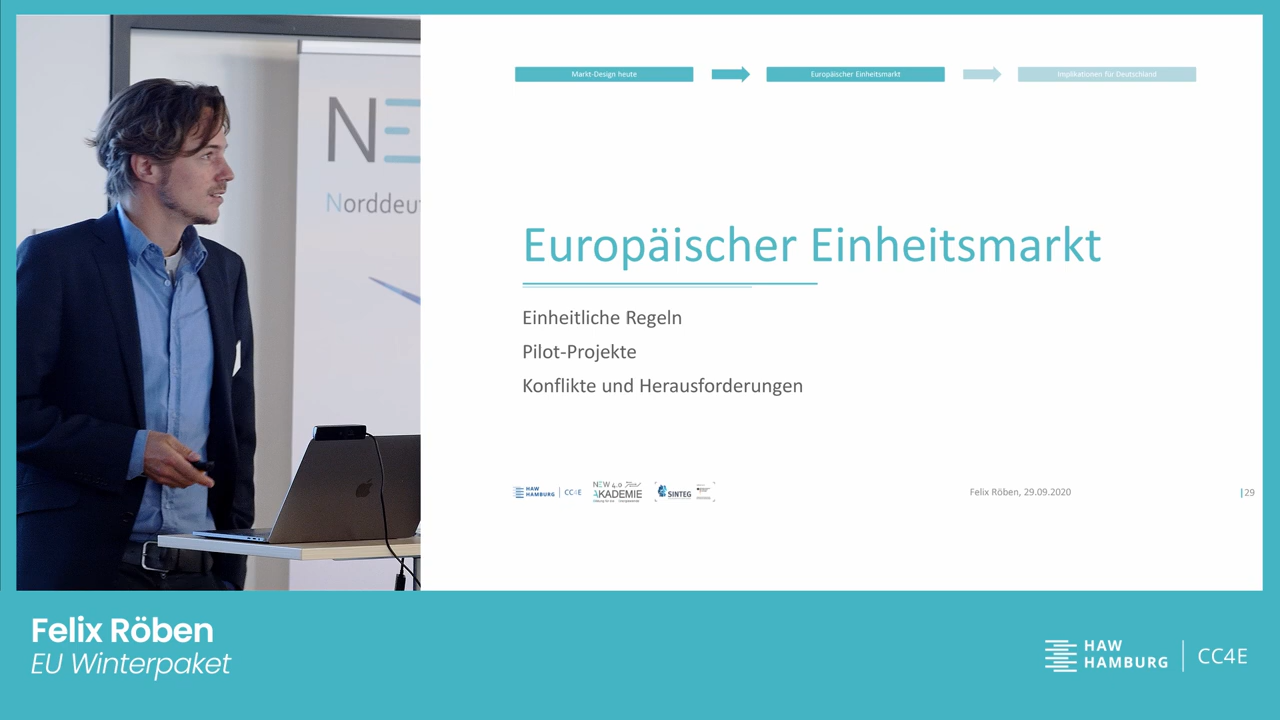 Markt-Design heute
Europäischer Einheitsmarkt
Implikationen für Deutschland
Norddeu
Europäischer Einheitsmarkt
Einheitliche Regeln
Pilot-Projekte
Konflikte und Herausforderungen
HAW
HAMBURG
CC4E
NEW 4.0
AKADEMIE
SINTEG
Felix Röben, 29.09.2020
|29
Felix Röben
EU Winterpaket
HAW
HAMBURG
CC4E